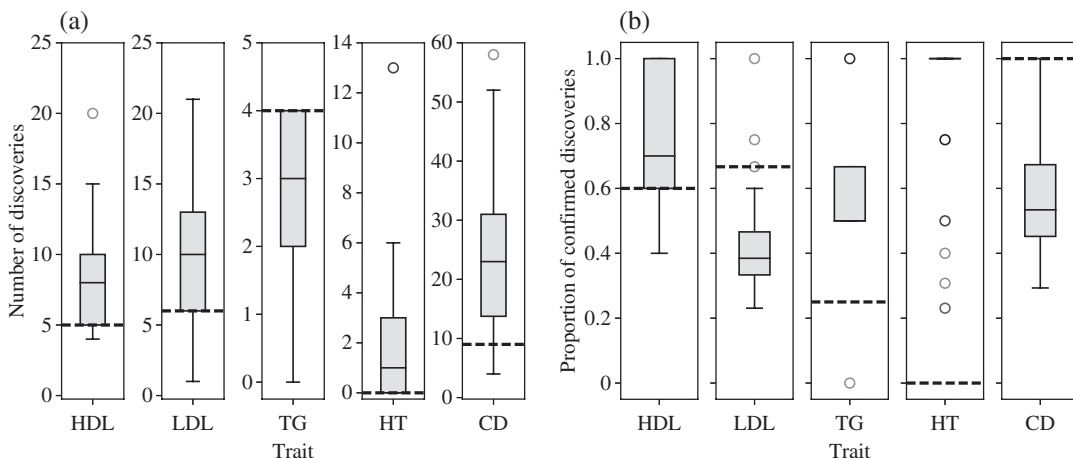 (a)
Number of discoveries
25
20
15
10
5
0
HDL
25
20
15
10
5
0
LDL
5
4
3
2
1
0
TG
14
12
10
8
6
4
2
0
HT
60
50
40
30
20
10
0
CD
Trait
(b)
Proportion of confirmed discoveries
1.0
0.8
0.6
0.4
0.2
0
HDL
LDL
TG
HT
CD
Trait